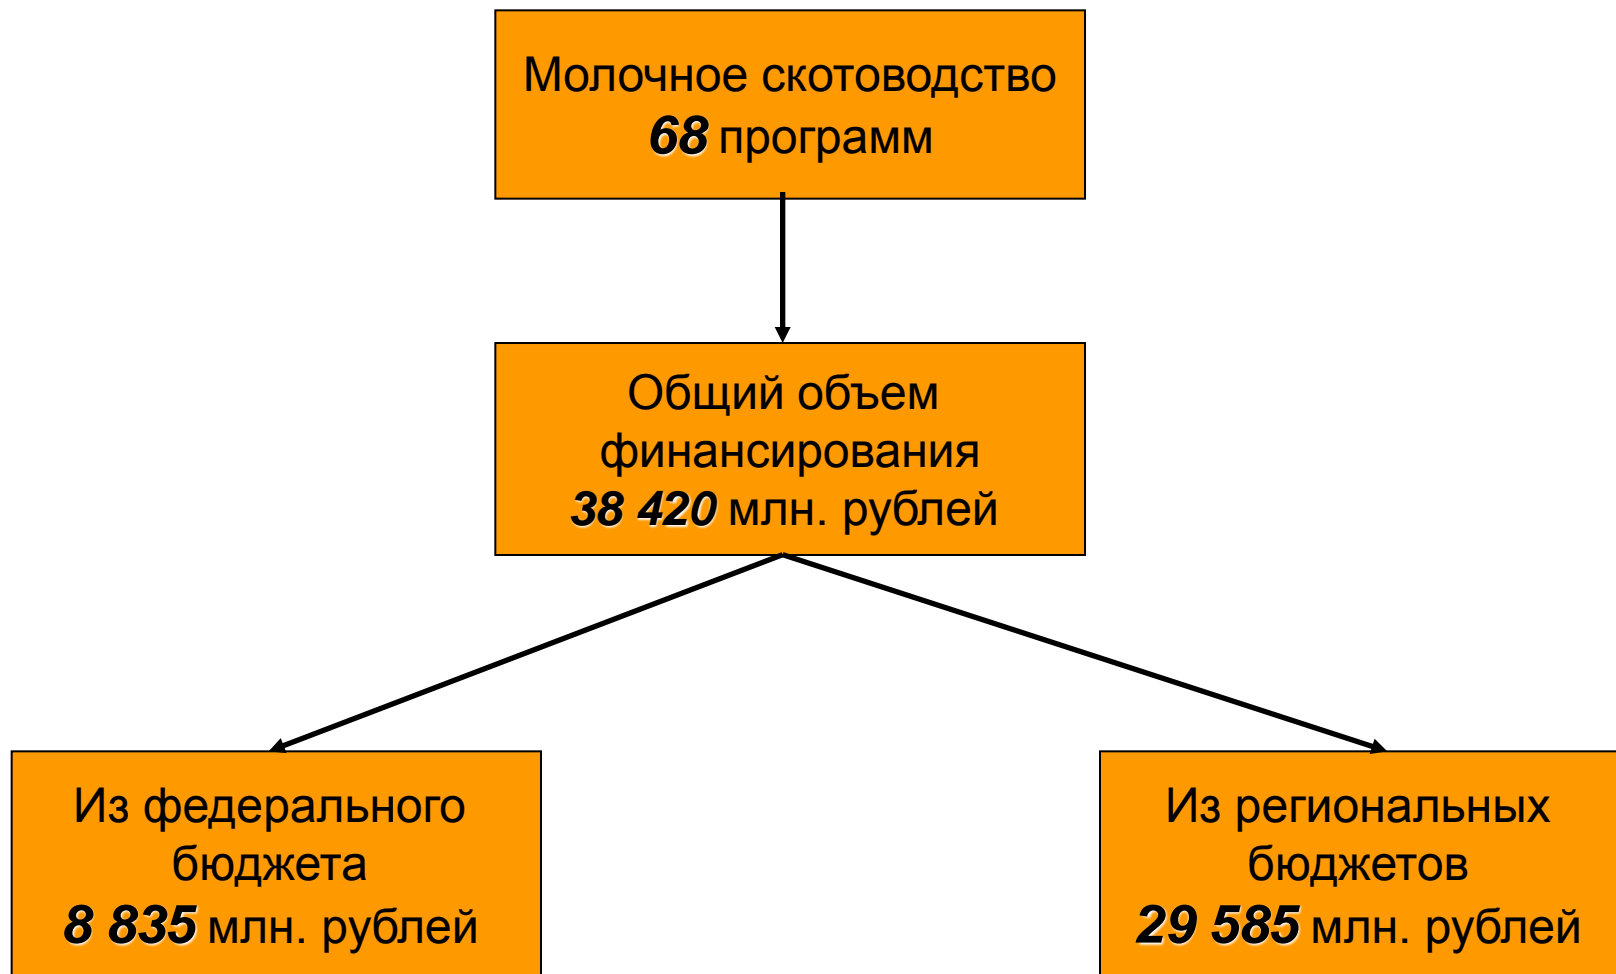 Молочное скотоводство
68 программ
Общий объем
финансирования
38 420 млн. рублей
Из федерального
бюджета
8 835 млн. рублей
Из региональных
бюджетов
29 585 млн. рублей